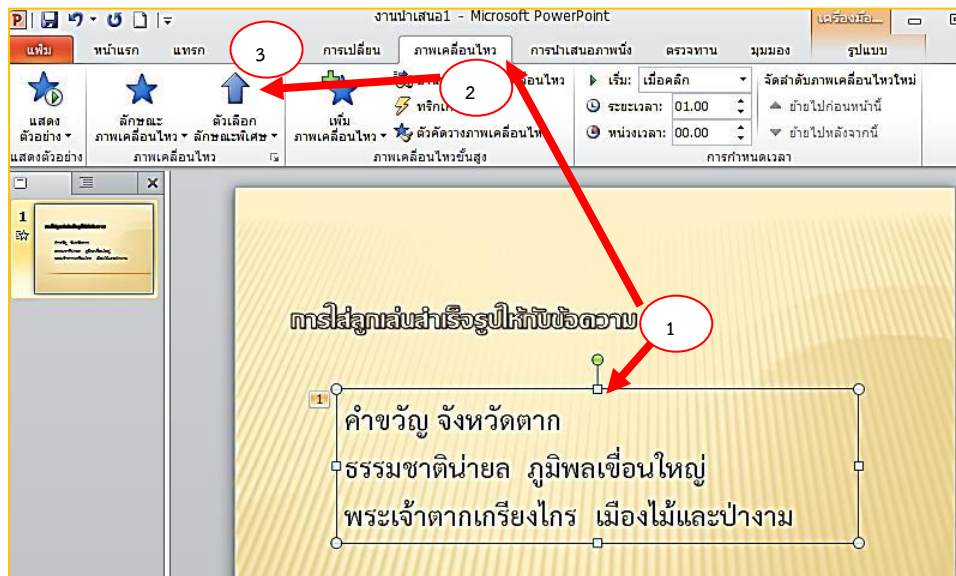 งานนำเสนอ1 - Microsoft PowerPoint
เครื่องมือ...
แฟ้ม หน้าแรก แทรก 3 การเปลี่ยน ภาพเคลื่อนไหว การนำเสนอภาพนิ่ง ตรวจทาน มุมมอง รูปแบบ
2
แสดงตัวอย่าง
ลักษณะภาพเคลื่อนไหว
ตัวเลือกลักษณะพิเศษ
เพิ่มภาพเคลื่อนไหว
ตัวคัดวางภาพเคลื่อนไหว
เริ่ม: เมื่อคลิก
ระยะเวลา: 01.00
หน่วงเวลา: 00.00
จัดลำดับภาพเคลื่อนไหวใหม่
ย้ายไปก่อนหน้านี้
ย้ายไปหลังจากนี้
แสดงตัวอย่าง ภาพเคลื่อนไหว ภาพเคลื่อนไหวขั้นสูง การกำหนดเวลา
1
การใส่ลูกเล่นสำเร็จรูปให้กับข้อความ
1
1
คำขวัญ จังหวัดตาก
ธรรมชาติน่ายล ภูมิพลเขื่อนใหญ่
พระเจ้าตากเกรียงไกร เมืองไม้และป่างาม